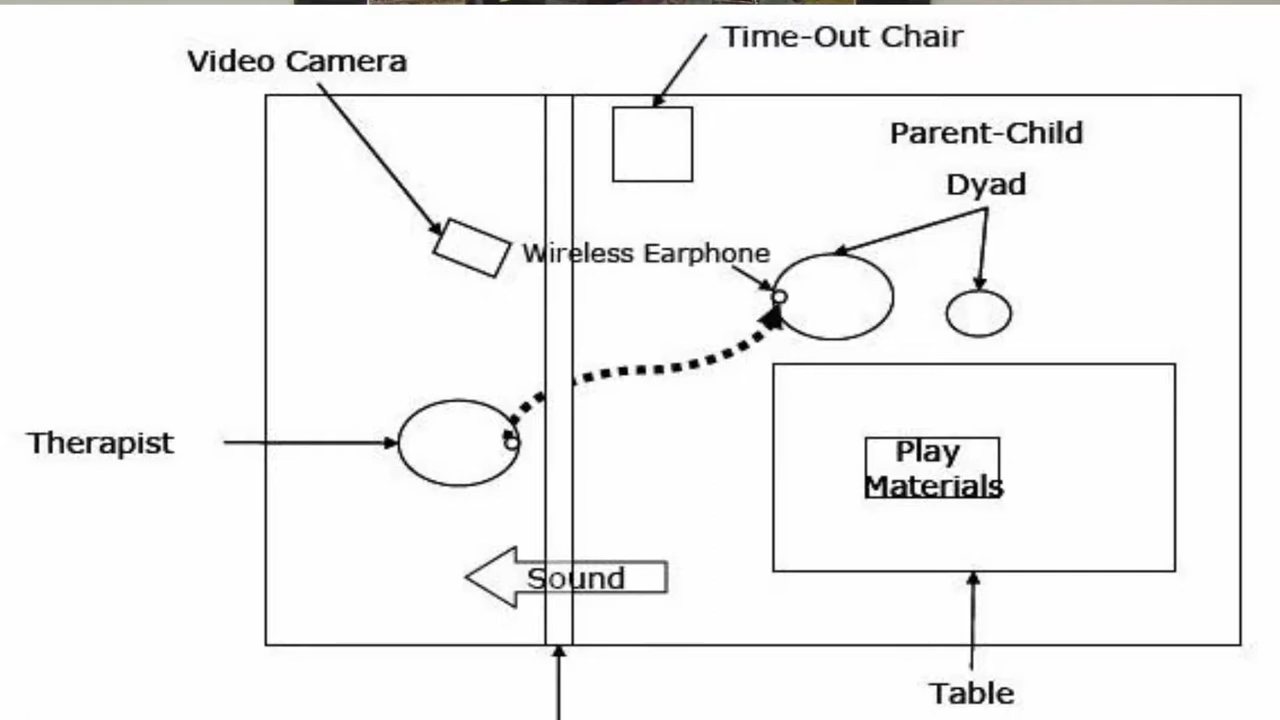 Time-Out Chair
Video Camera
Parent-Child
Dyad
Wireless Earphone
Therapist
Play
Materials
Sound
Table